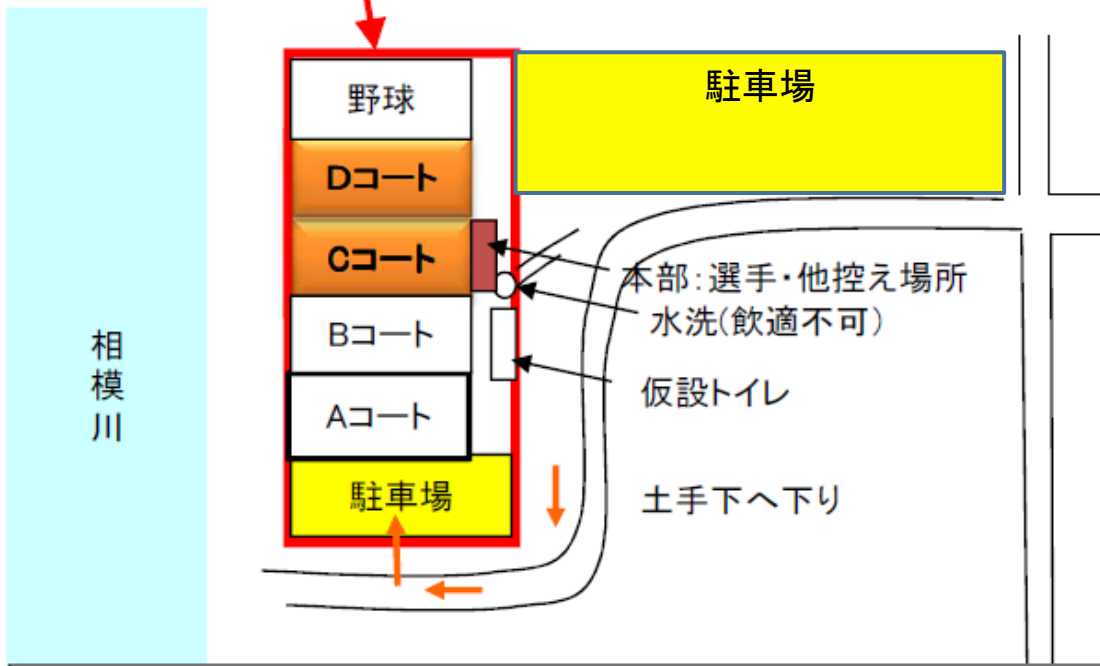 駐車場
野球
Dコート
Cコート
本部:選手・他控え場所
水洗(飲適不可)
Bコート
相模川
仮設トイレ
Aコート
駐車場
土手下へ下り